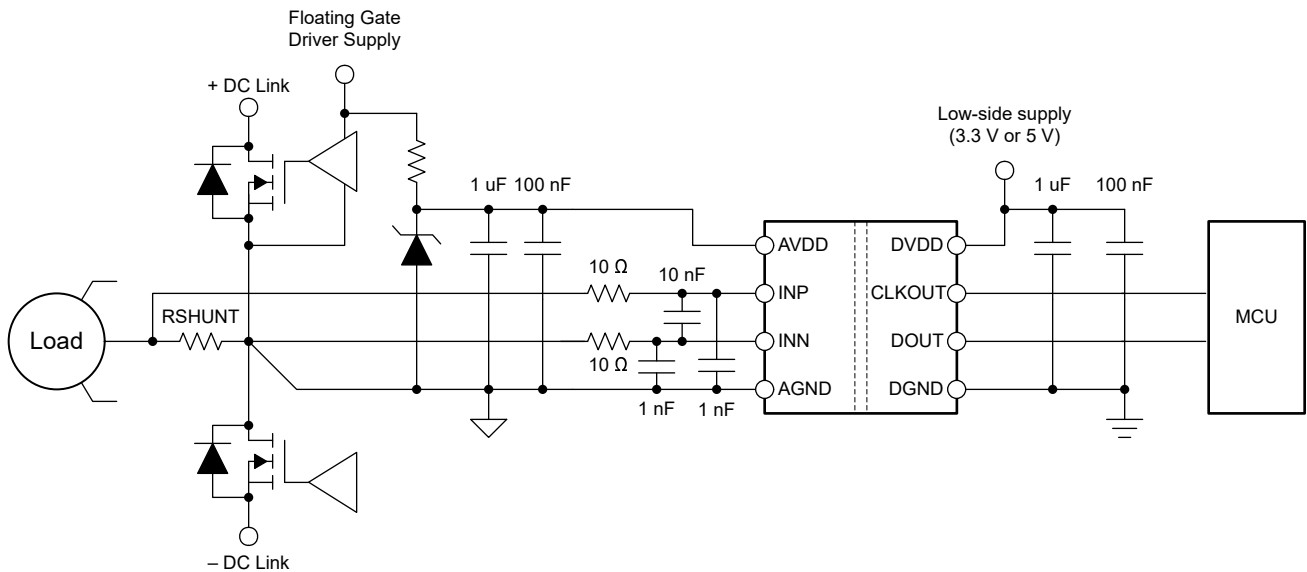 Floating Gate
Driver Supply
+ DC Link
Low-side supply
(3.3 V or 5 V)
1 uF
100 nF
1 uF
100 nF
AVDD
DVDD
10 Ω
10 nF
INP
CLKOUT
MCU
RSHUNT
Load
INN
DOUT
10 Ω
AGND
DGND
1 nF
1 nF
– DC Link